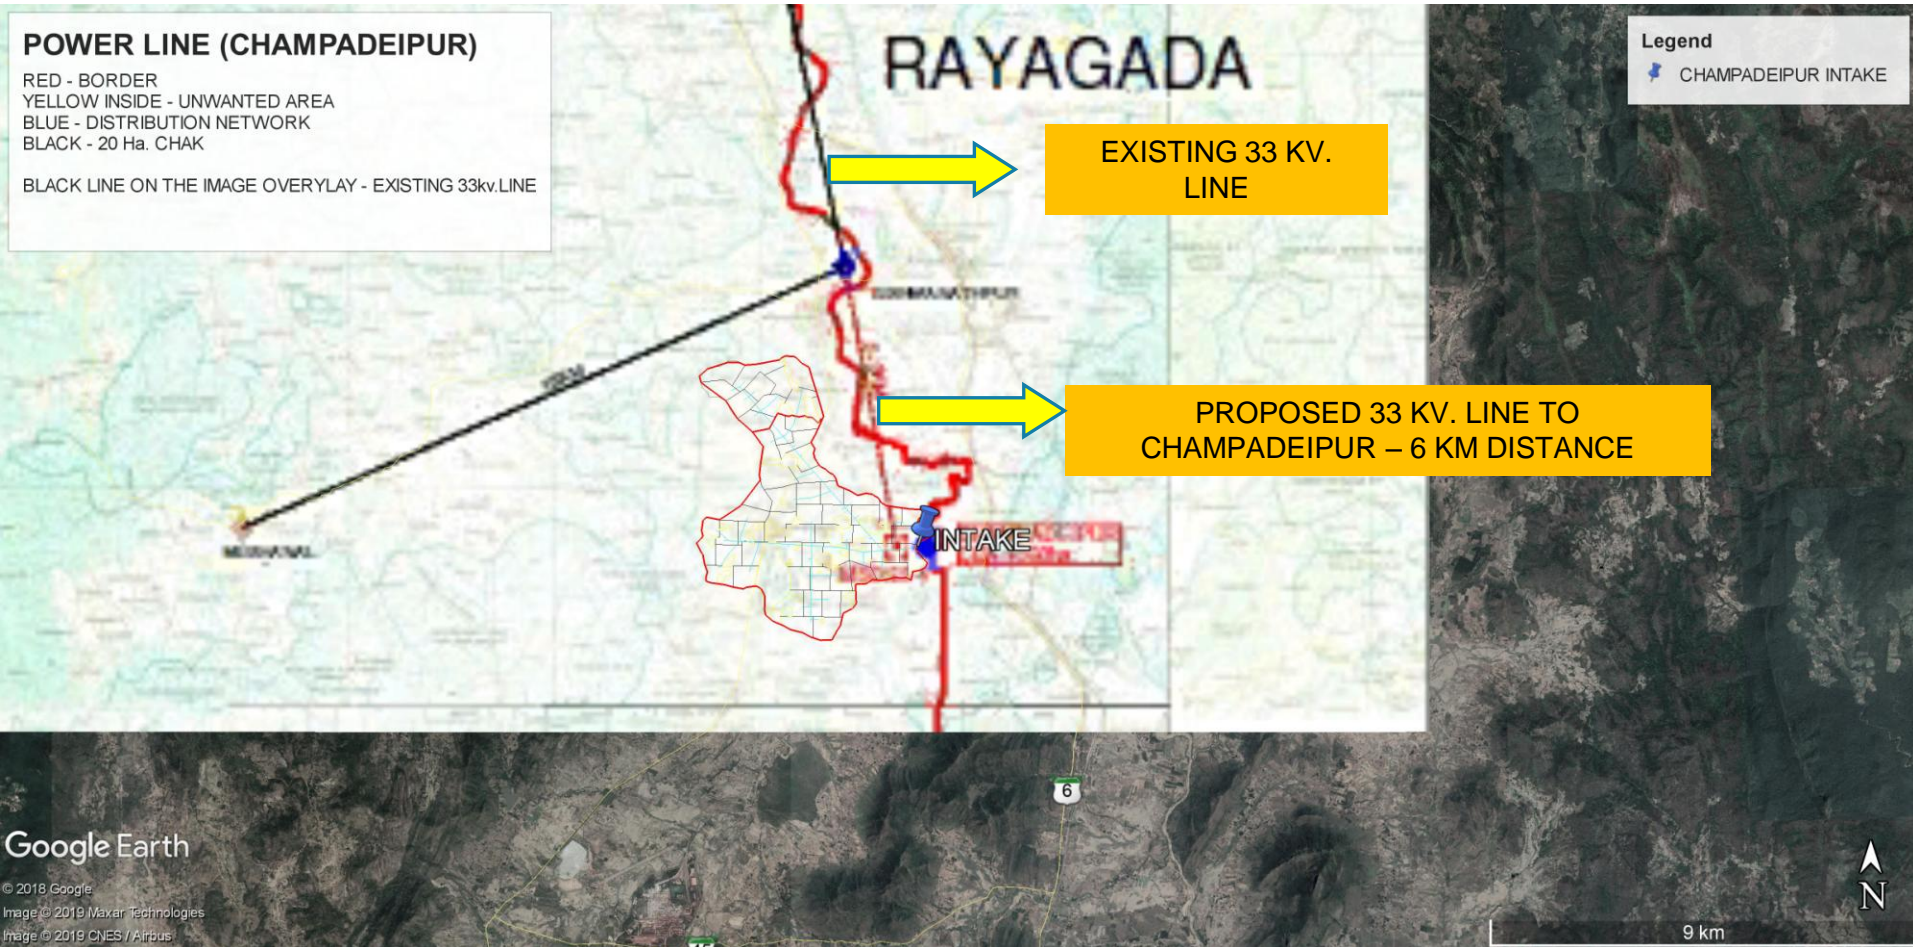 POWER LINE (CHAMPADEIPUR)
RED - BORDER
YELLOW INSIDE - UNWANTED AREA
BLUE - DISTRIBUTION NETWORK
BLACK - 20 Ha. CHAK
BLACK LINE ON THE IMAGE OVERYLAY - EXISTING 33kv.LINE
RAYAGADA
Legend
CHAMPADEIPUR INTAKE
EXISTING 33 KV.
LINE
PROPOSED 33 KV. LINE TO
CHAMPADEIPUR – 6 KM DISTANCE
INTAKE
6
Google Earth
© 2018 Google
Image © 2019 Maxar Technologies
Image © 2019 CNES / Airbus
N
9 km